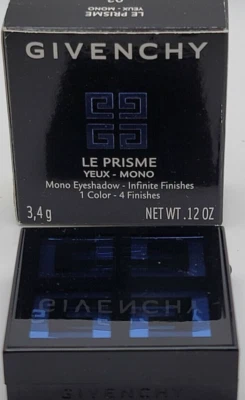 LE PRISME
YEUX - MONO
GIVENCHY
LE PRISME
YEUX - MONO
Mono Eyeshadow - Infinite Finishes
1 Color - 4 Finishes
3,4 g NET WT .12 OZ
GIVENCHY